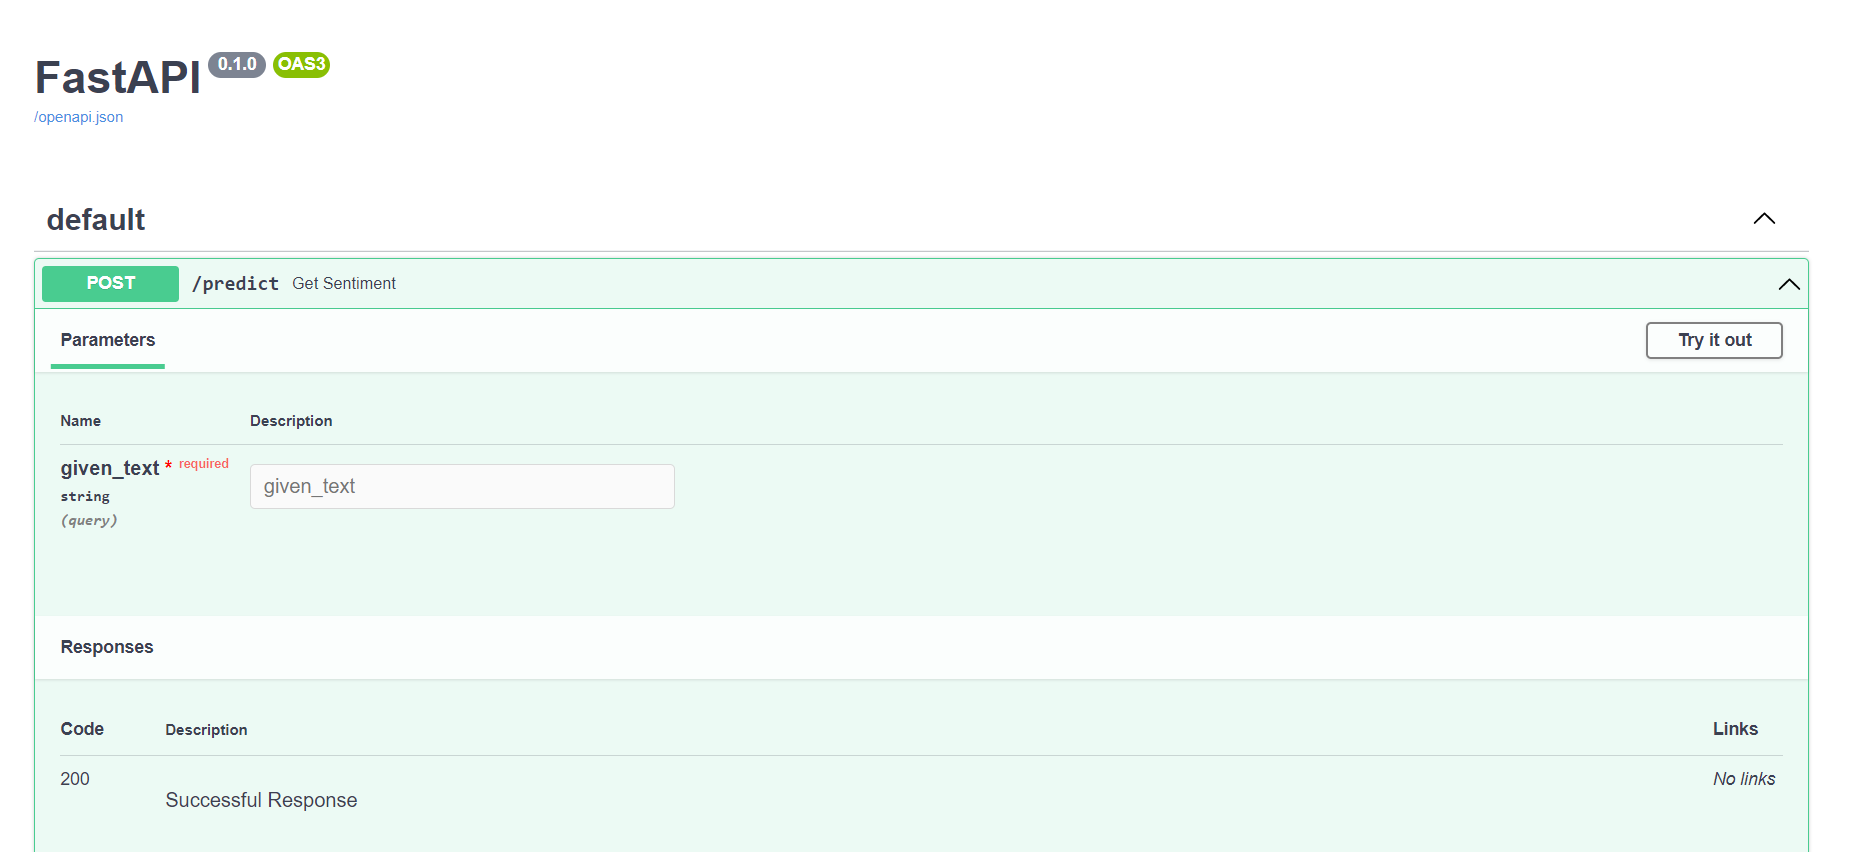 FastAPI 0.1.0 OAS3
/openapi.json
default
POST /predict Get Sentiment
Parameters Try it out
Name Description
given_text * required given_text
string
(query)
Responses
Code Description Links
200 No links
Successful Response